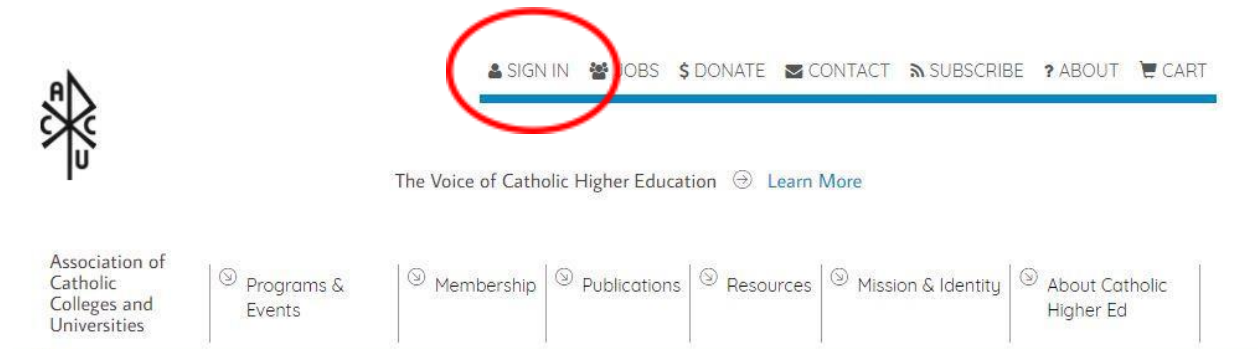 SIGN IN JOBS $ DONATE CONTACT SUBSCRIBE ? ABOUT CART
A
C C
U
The Voice of Catholic Higher Education Learn More
Association of
Catholic
Colleges and
Universities
Programs &
Events
Membership
Publications
Resources
Mission & Identity
About Catholic
Higher Ed